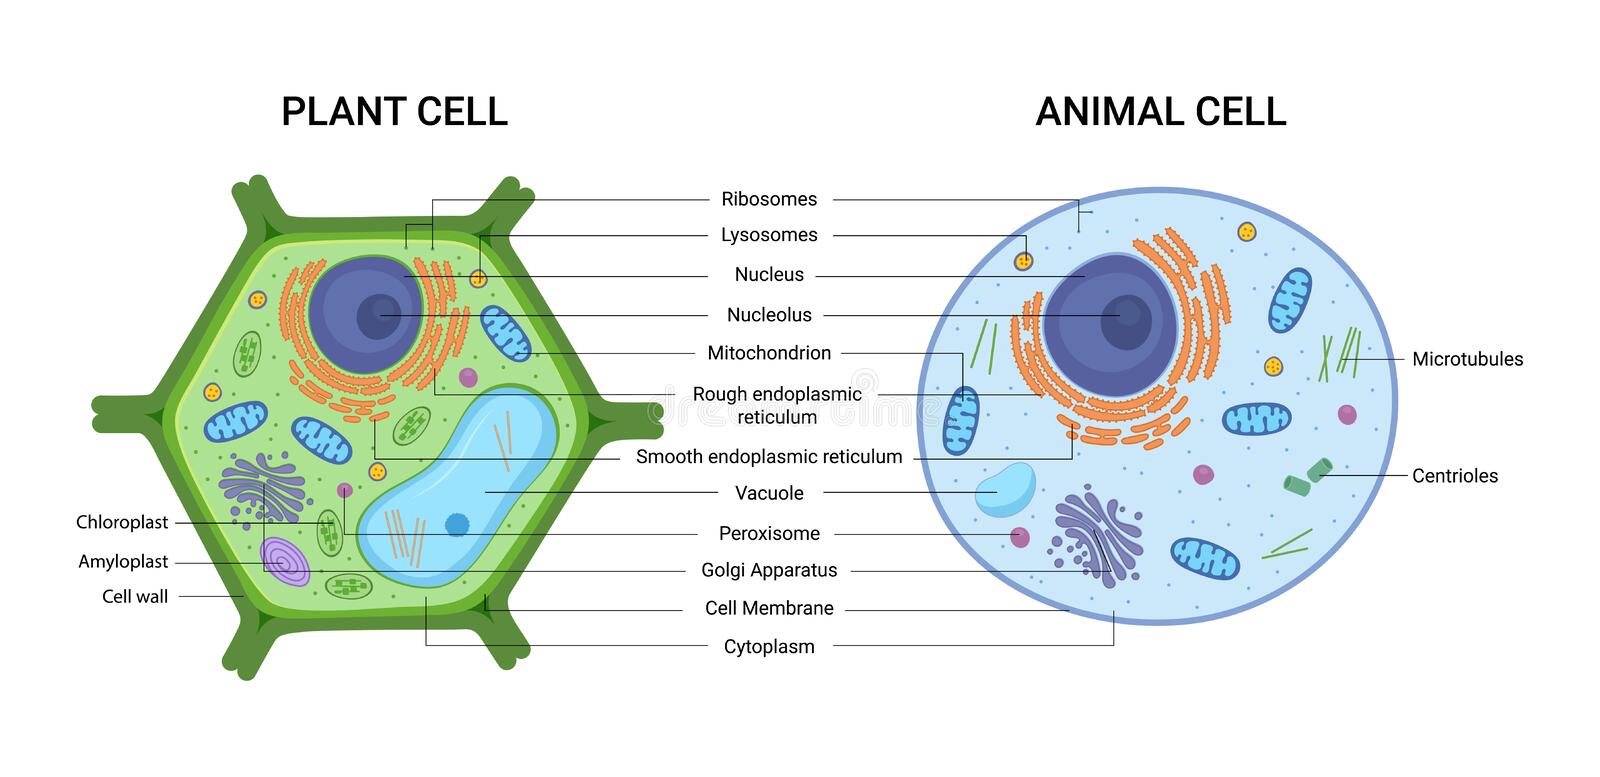 PLANT CELL
ANIMAL CELL
Ribosomes
Lysosomes
Nucleus
Nucleolus
Mitochondrion
Rough endoplasmic
reticulum
Smooth endoplasmic reticulum
Vacuole
Peroxisome
Golgi Apparatus
Cell Membrane
Cytoplasm
Chloroplast
Amyloplast
Cell wall
Microtubules
Centrioles
dreamstime